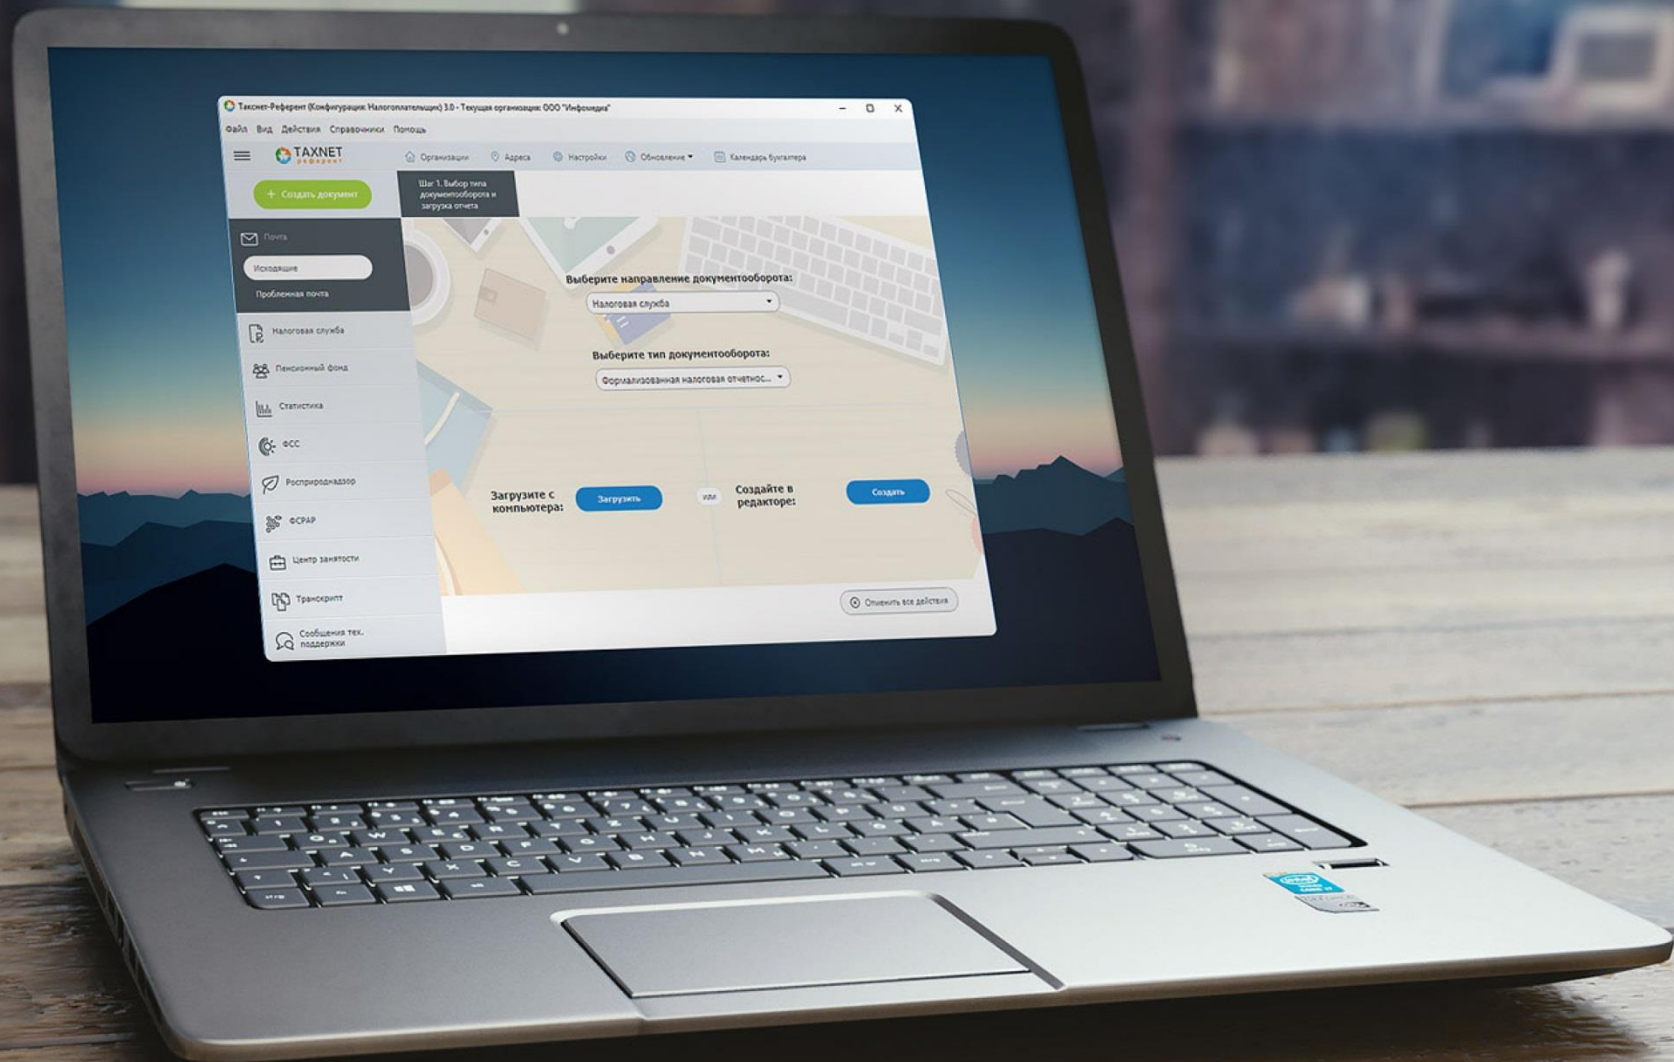 Такснет-Референт (Конфигурация: Налогоплательщик) 3.0 - Текущая организация: ООО "Инфомедиа"
Файл Вид Действия Справочники Помощь
TAXNET
референт
Организации Адреса Настройки Обновление Календарь бухгалтера
+ Создать документ
Шаг 1. Выбор типа
документооборота и
загрузка отчета
Почта
Исходящие
Проблемная почта
Налоговая служба
Пенсионный фонд
Статистика
ФСС
Росприроднадзор
ФСРАР
Центр занятости
Транскрипт
Сообщения тех.
поддержки
Выберите направление документооборота:
Налоговая служба
Выберите тип документооборота:
Формализованная налоговая отчетнос...
Загрузите с
компьютера:
Загрузить
или
Создайте в
редакторе:
Создать
Отменить все действия
intel
CORE i7